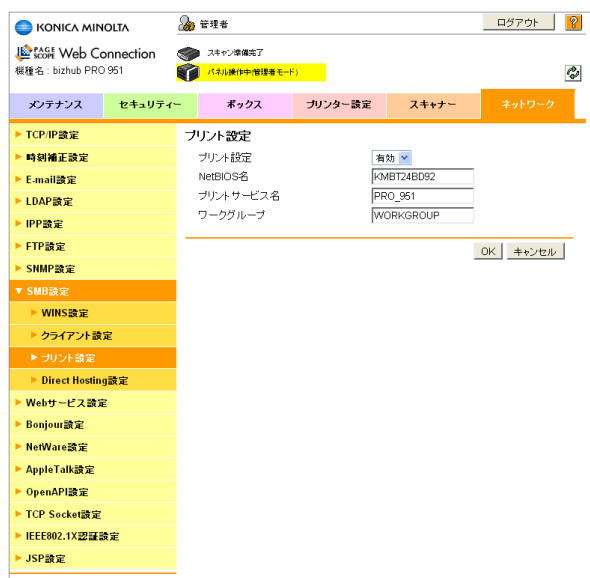 KONICA MINOLTA
管理者
ログアウト
?
PAGE SCOPE Web Connection
スキャン準備完了
機種名 : bizhub PRO 951
パネル操作中(管理者モード)
メンテナンス
セキュリティー
ボックス
プリンター設定
スキャナー
ネットワーク
TCP/IP設定
時刻補正設定
E-mail設定
LDAP設定
IPP設定
FTP設定
SNMP設定
SMB設定
WINS設定
クライアント設定
プリント設定
Direct Hosting設定
Webサービス設定
Bonjour設定
NetWare設定
AppleTalk設定
OpenAPI設定
TCP Socket設定
IEEE802.1X認証設定
JSP設定
プリント設定
プリント設定 有効
NetBIOS名 KMBT24BD92
プリントサービス名 PRO_951
ワークグループ WORKGROUP
OK キャンセル